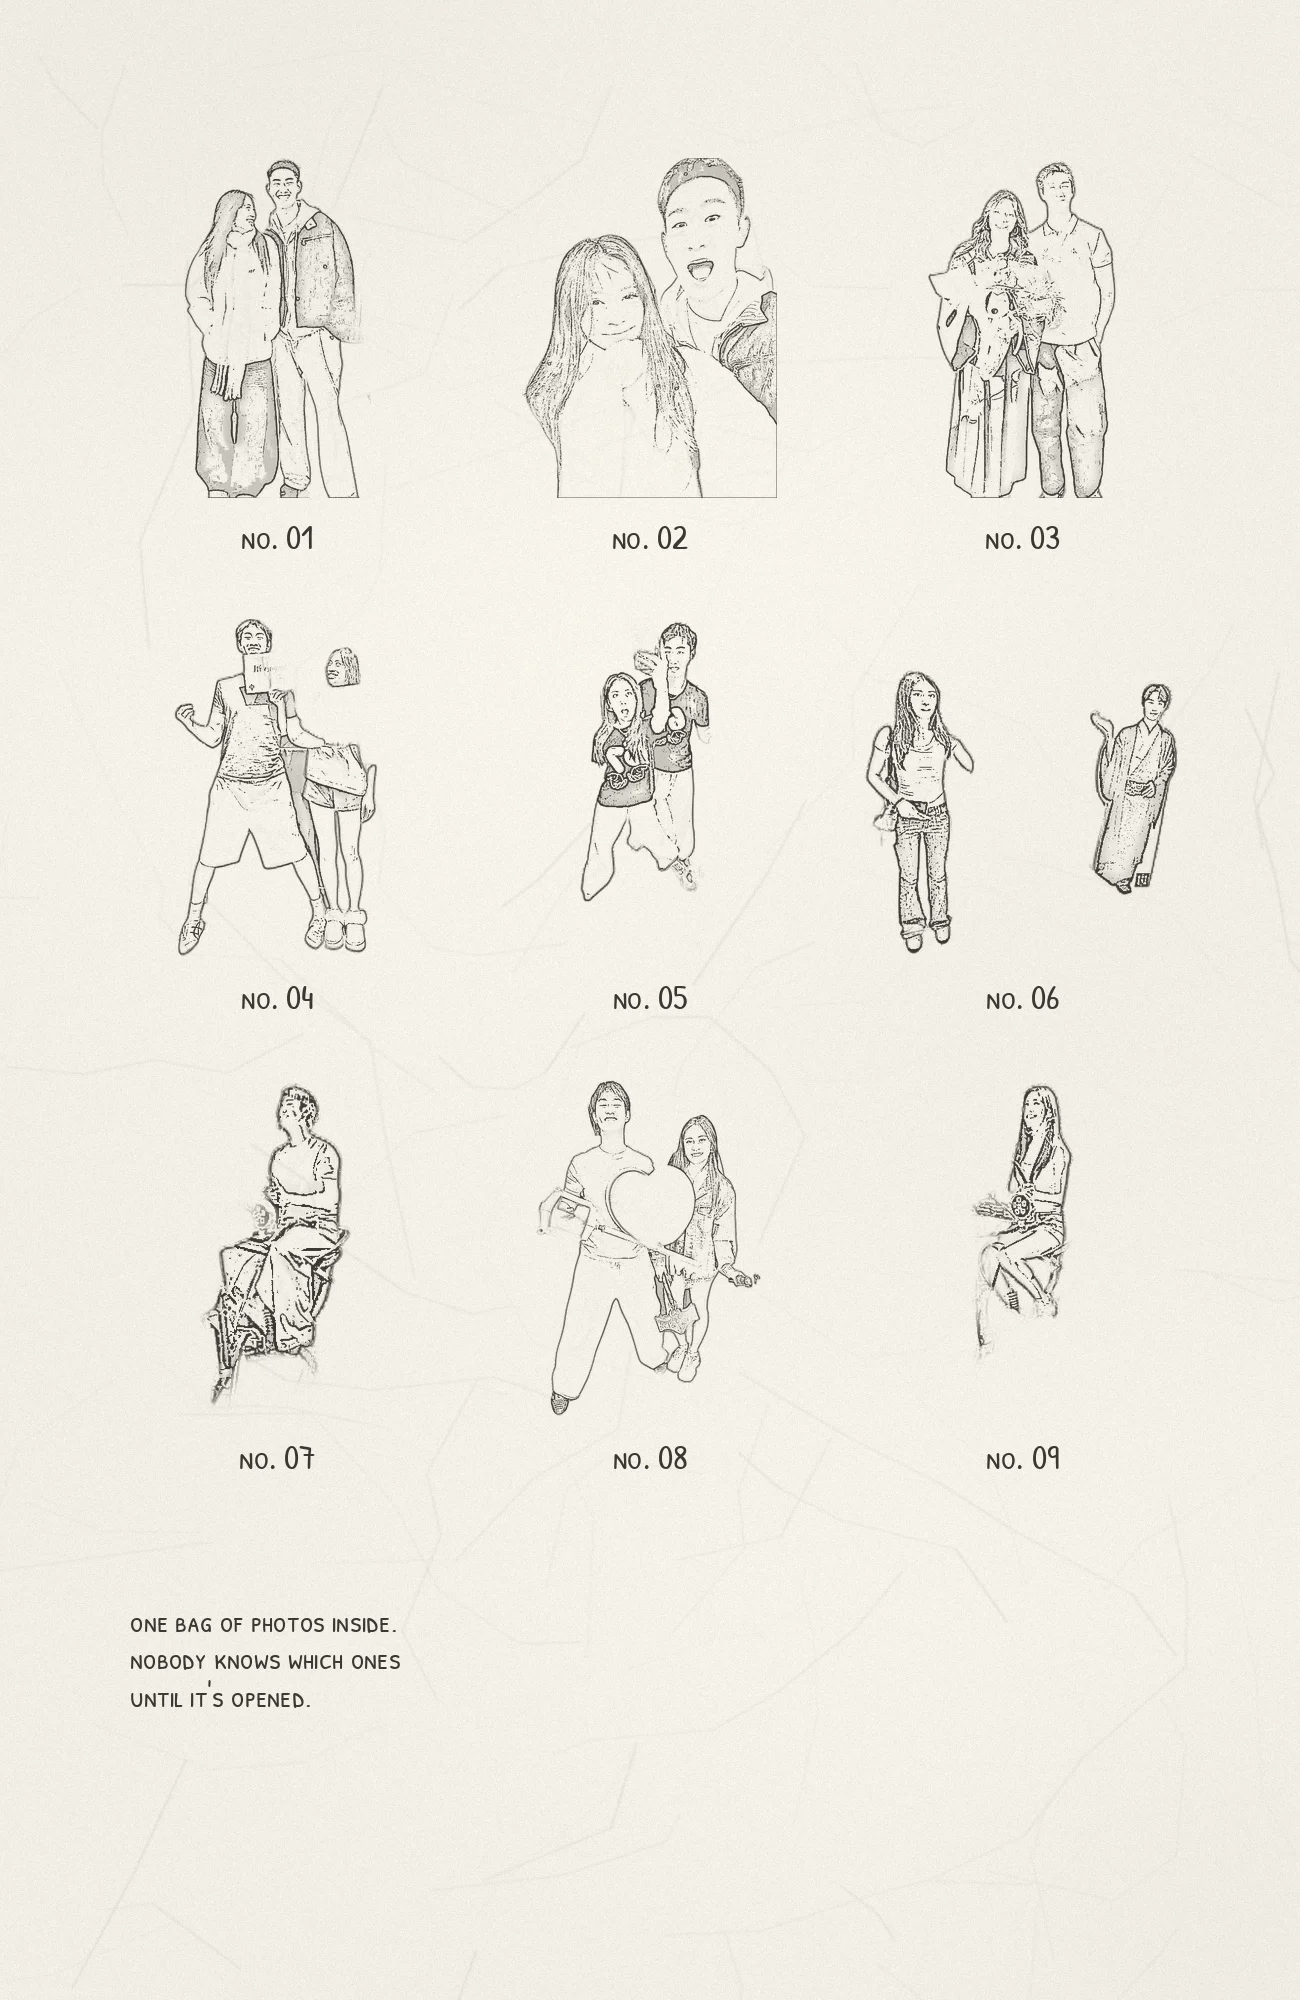 NO. 01
NO. 02
NO. 03
NO. 04
NO. 05
NO. 06
NO. 07
NO. 08
NO. 09
ONE BAG OF PHOTOS INSIDE.
NOBODY KNOWS WHICH ONES
UNTIL IT'S OPENED.